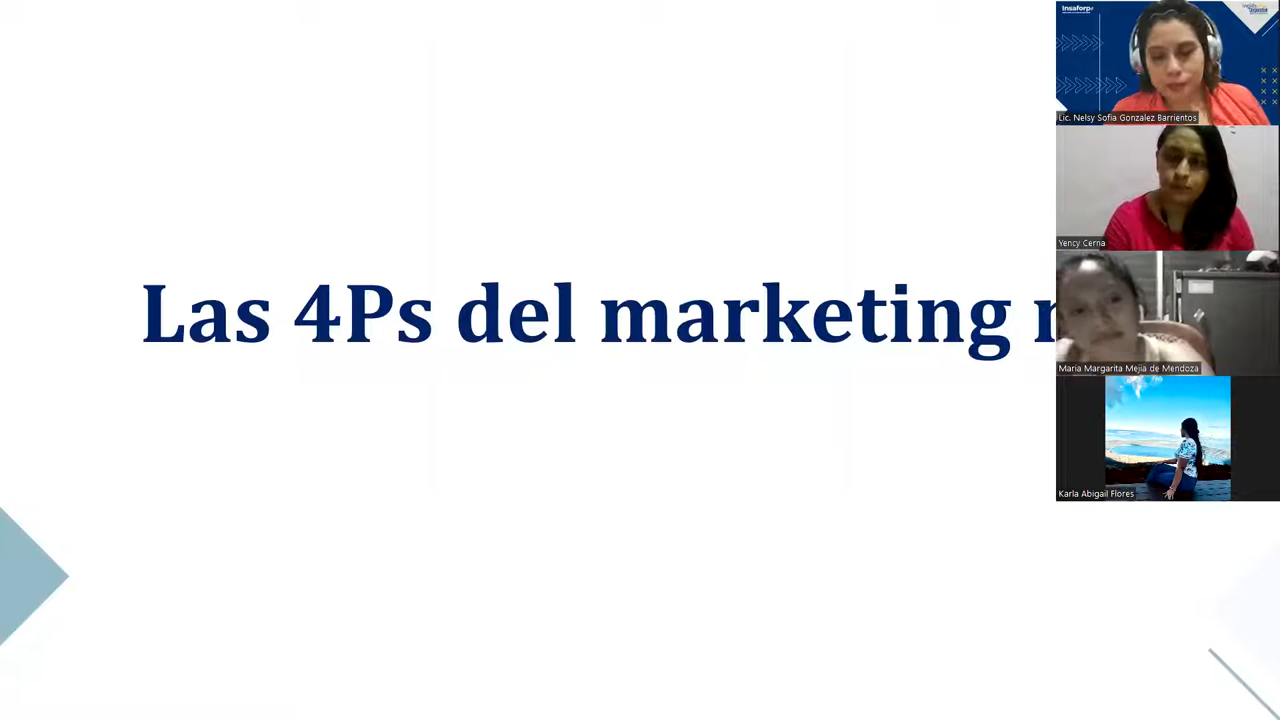 Las 4Ps del marketing
Insaforp
Lic. Nelsy Sofia Gonzalez Barrientos
Yency Cerna
Maria Margarita Mejia de Mendoza
Karla Abigail Flores